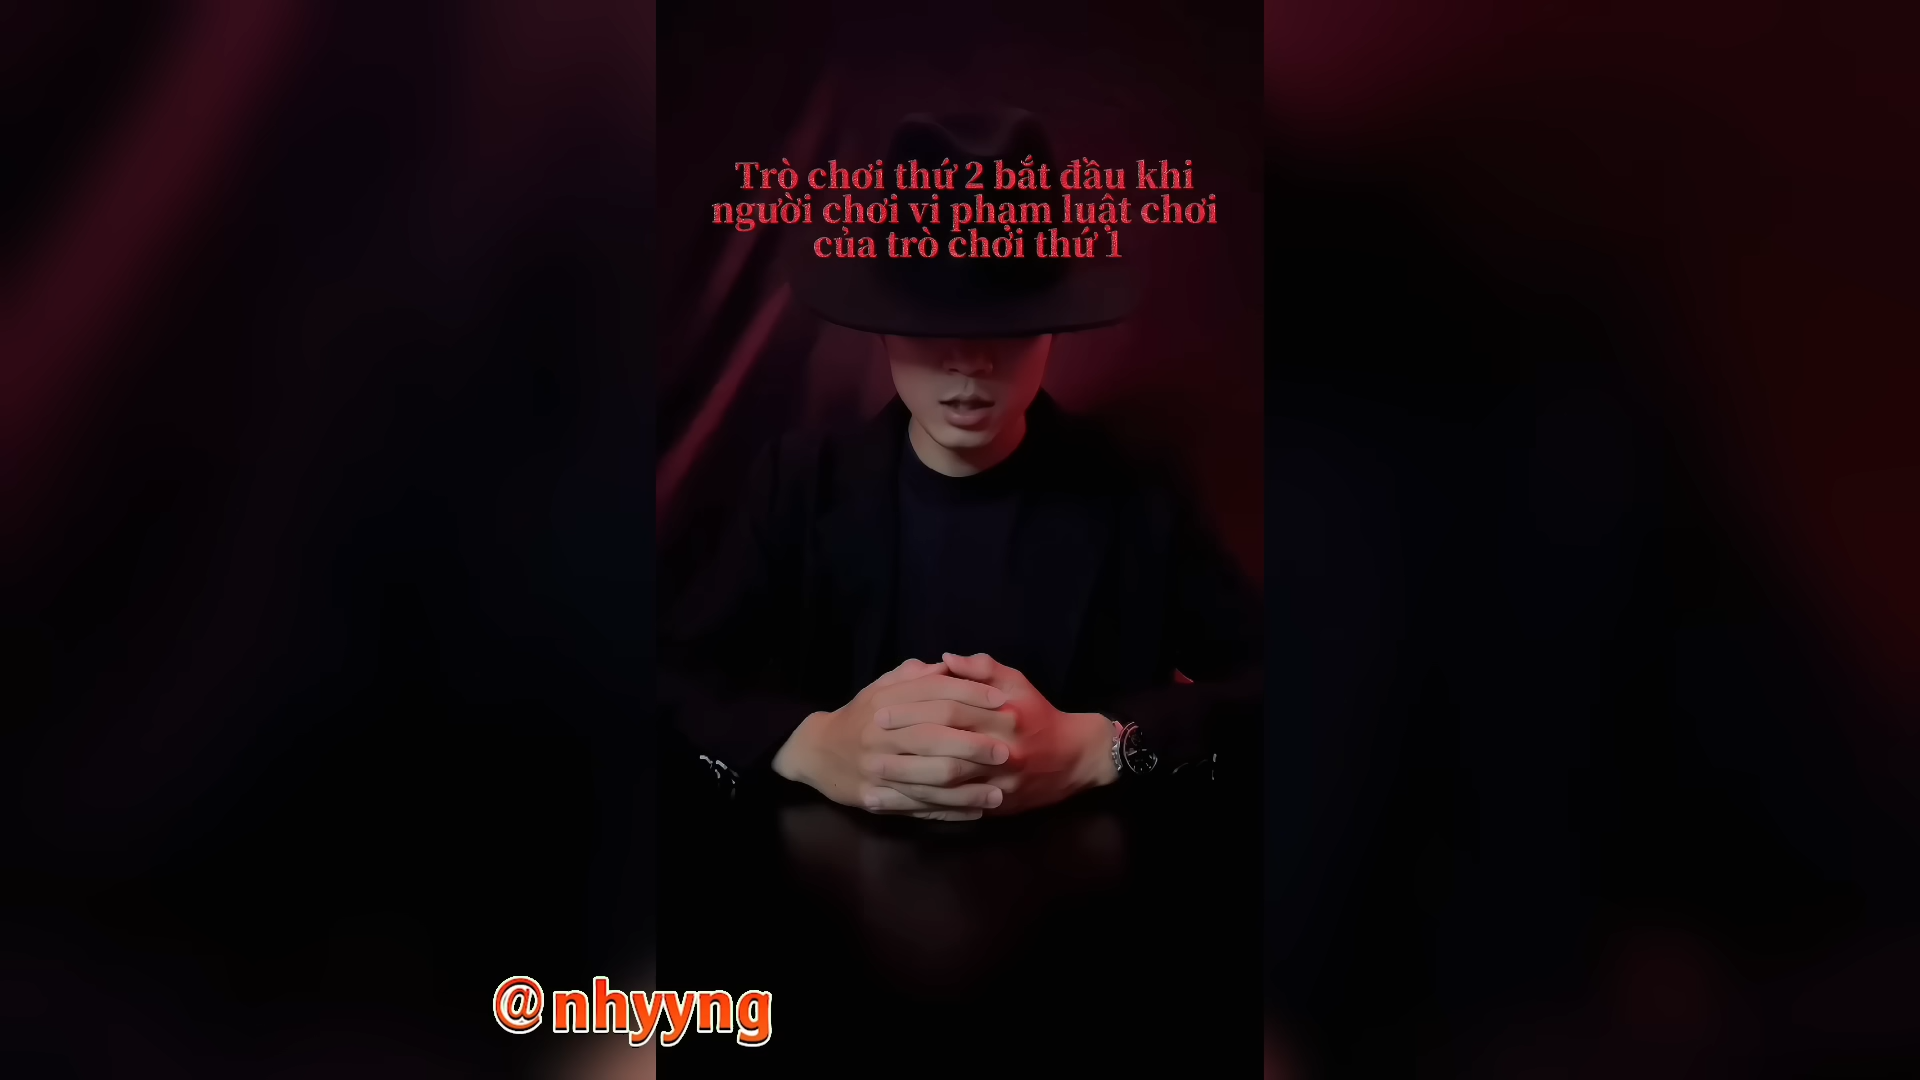 Trò chơi thứ 2 bắt đầu khi
người chơi vi phạm luật chơi
của trò chơi thứ 1
@nhyyng